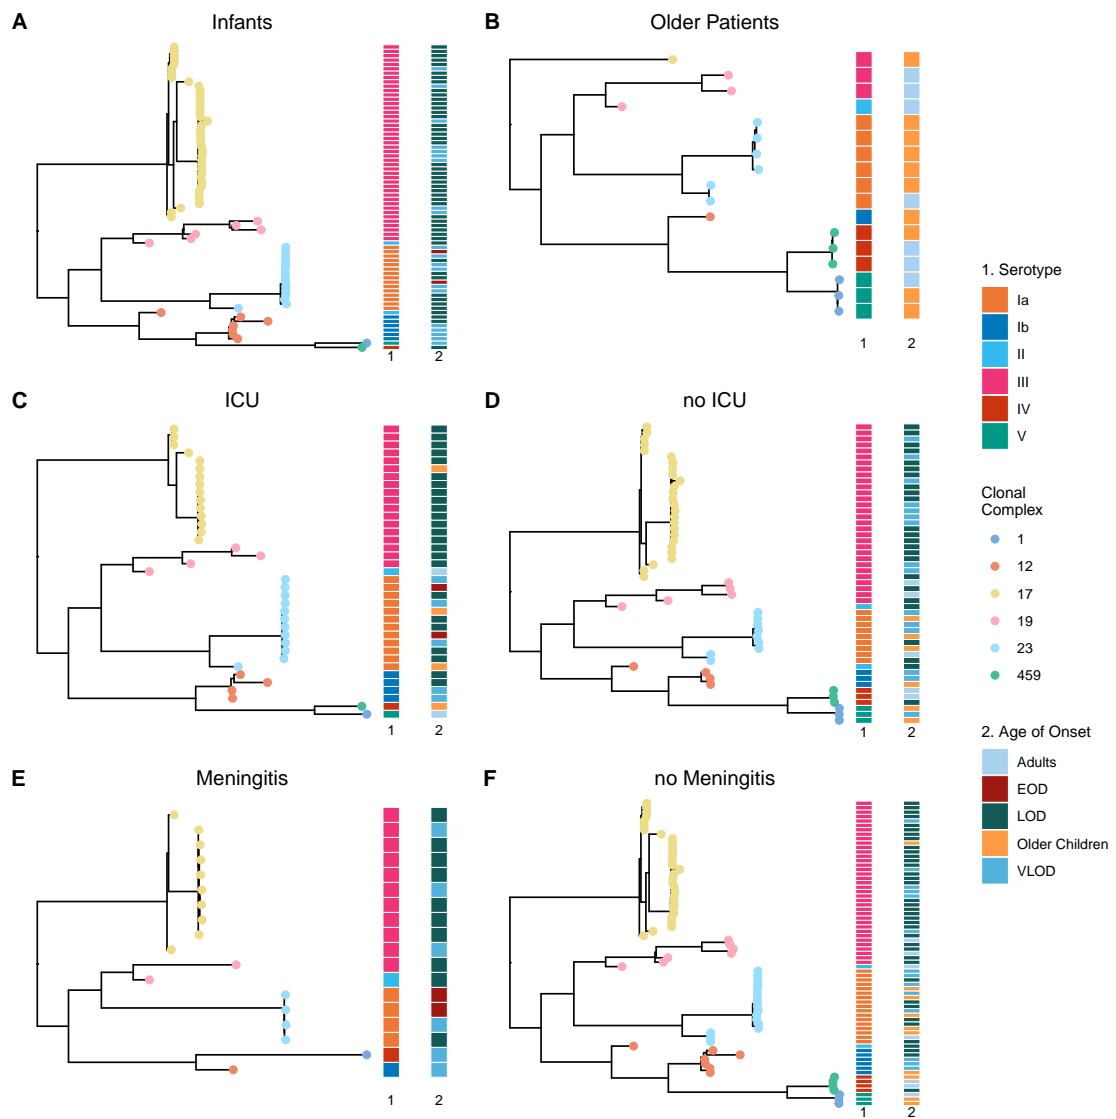 A Infants
B Older Patients
1 2
1 2
C ICU
D no ICU
1 2
1 2
E Meningitis
F no Meningitis
1 2
1 2
1. Serotype
Ia
Ib
II
III
IV
V
Clonal
Complex
1
12
17
19
23
459
2. Age of Onset
Adults
EOD
LOD
Older Children
VLOD